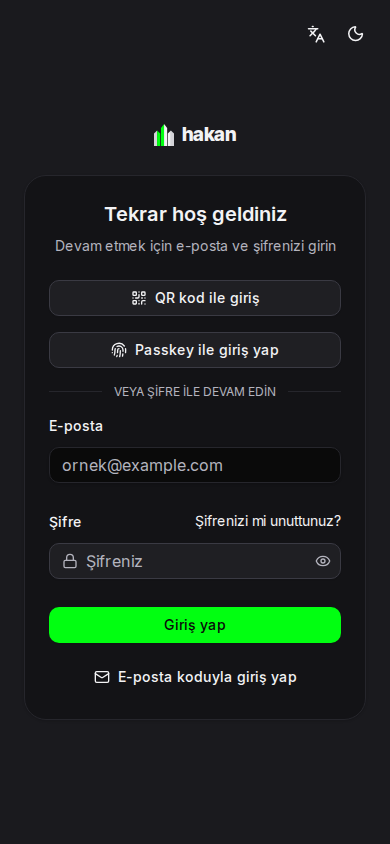 hakan
Tekrar hoş geldiniz
Devam etmek için e-posta ve şifrenizi girin
QR kod ile giriş
Passkey ile giriş yap
VEYA ŞİFRE İLE DEVAM EDİN
E-posta
ornek@example.com
Şifre
Şifrenizi mi unuttunuz?
Şifreniz
Giriş yap
E-posta koduyla giriş yap